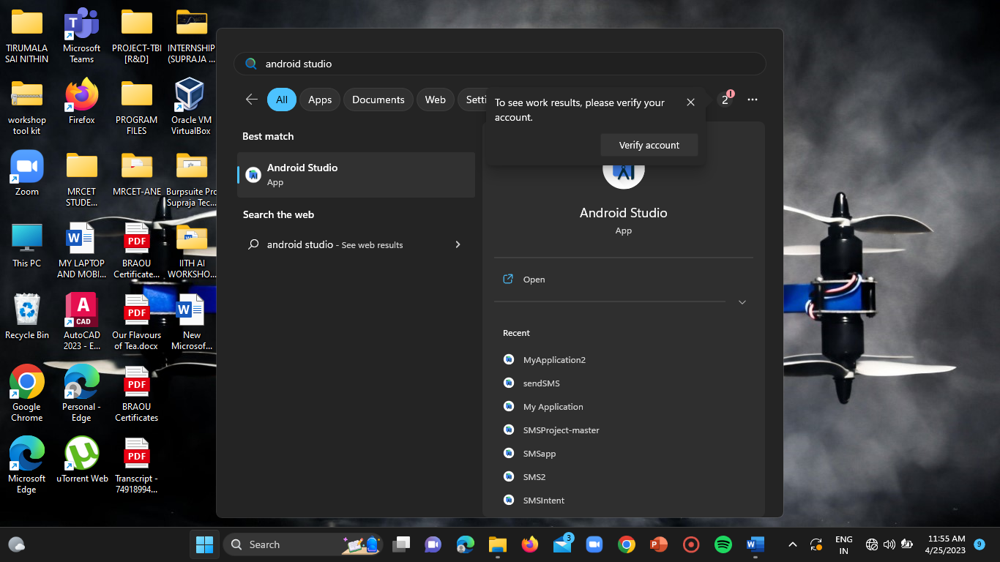 TIRUMALA
SAI NITHIN
Microsoft
Teams
PROJECT-TBI
[R&D]
INTERNSHIP
(SUPRAJA ...
workshop
tool kit
Firefox
PROGRAM
FILES
Oracle VM
VirtualBox
Zoom
MRCET
STUDE...
MRCET-ANE
Burpsuite Pro
Supraja Tec...
This PC
MY LAPTOP
AND MOBI...
BRAOU
Certificate...
IITH AI
WORKSHO...
Recycle Bin
AutoCAD
2023 - E...
Our Flavours
of Tea.docx
New
Microsof...
Google
Chrome
Personal -
Edge
BRAOU
Certificates
Microsoft
Edge
uTorrent Web
Transcript -
74918994...
android studio
All
Apps
Documents
Web
Setti
To see work results, please verify your
account.
Verify account
2
Best match
Android Studio
App
Search the web
android studio - See web results
Android Studio
App
Open
Recent
MyApplication2
sendSMS
My Application
SMSProject-master
SMSapp
SMS2
SMSIntent
Search
3
ENG
IN
11:55 AM
4/25/2023
9